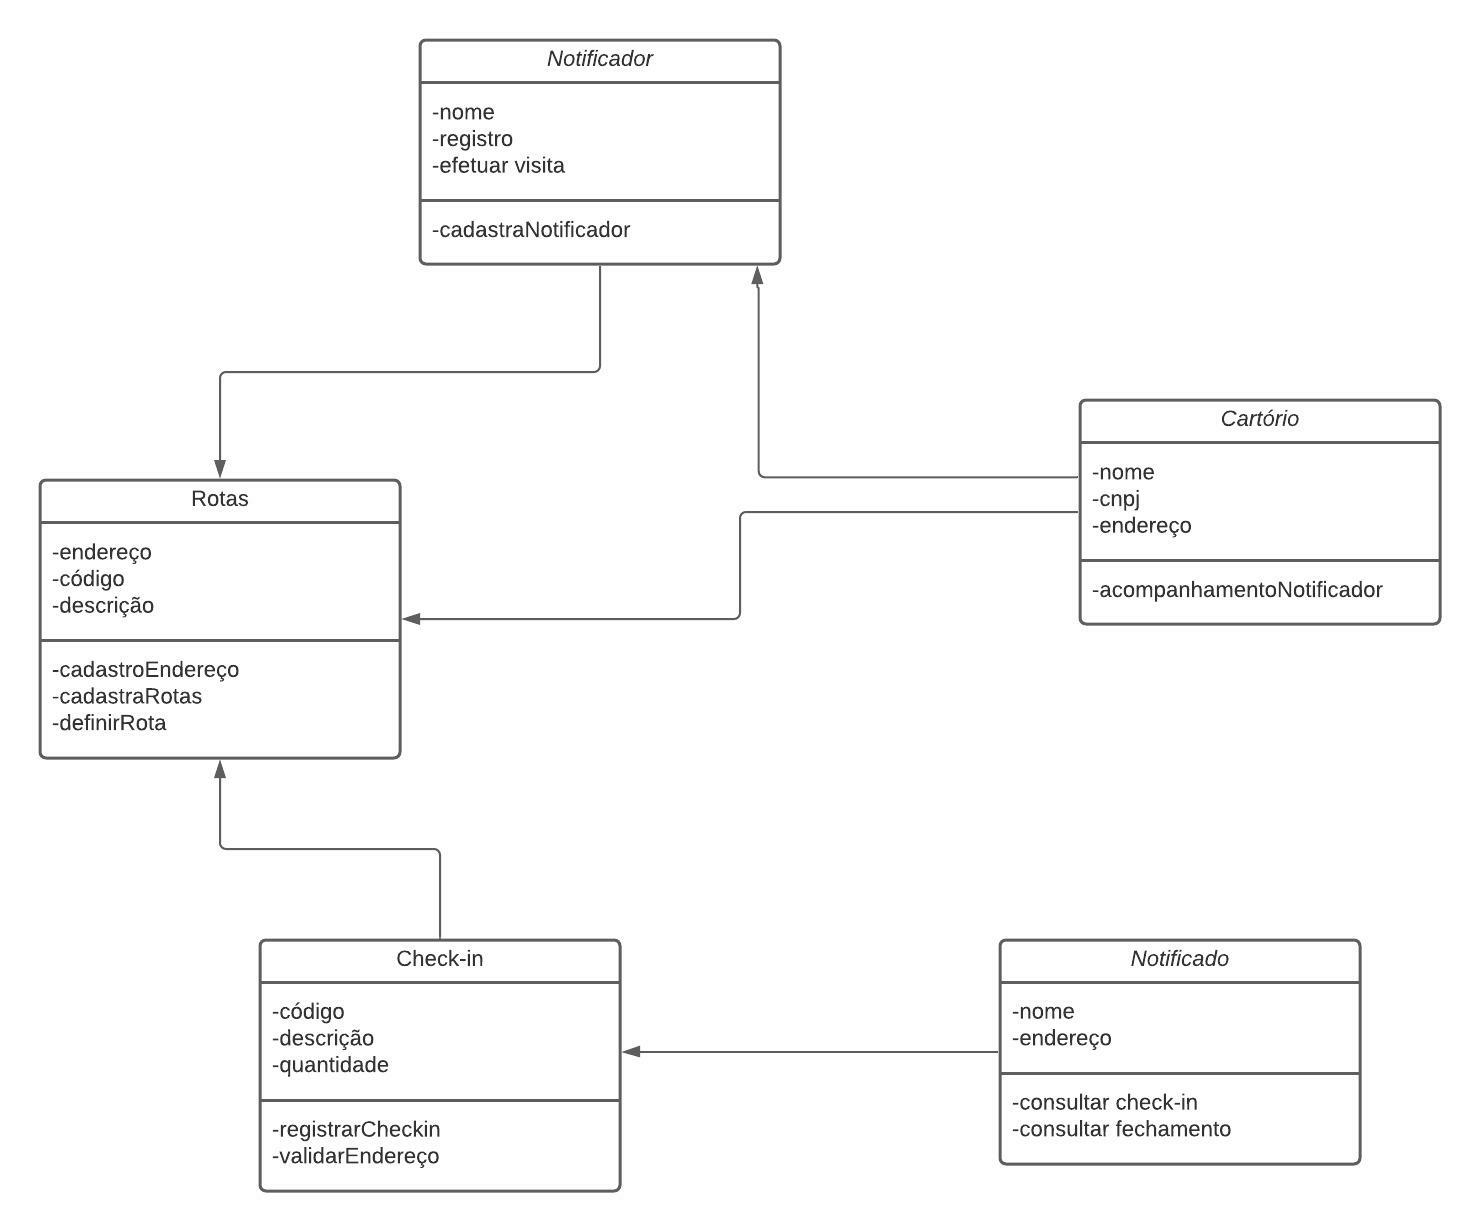 Notificador
-nome
-registro
-efetuar visita
-cadastraNotificador
Cartório
-nome
-cnpj
-endereço
-acompanhamentoNotificador
Rotas
-endereço
-código
-descrição
-cadastroEndereço
-cadastraRotas
-definirRota
Check-in
-código
-descrição
-quantidade
-registrarCheckin
-validarEndereço
Notificado
-nome
-endereço
-consultar check-in
-consultar fechamento